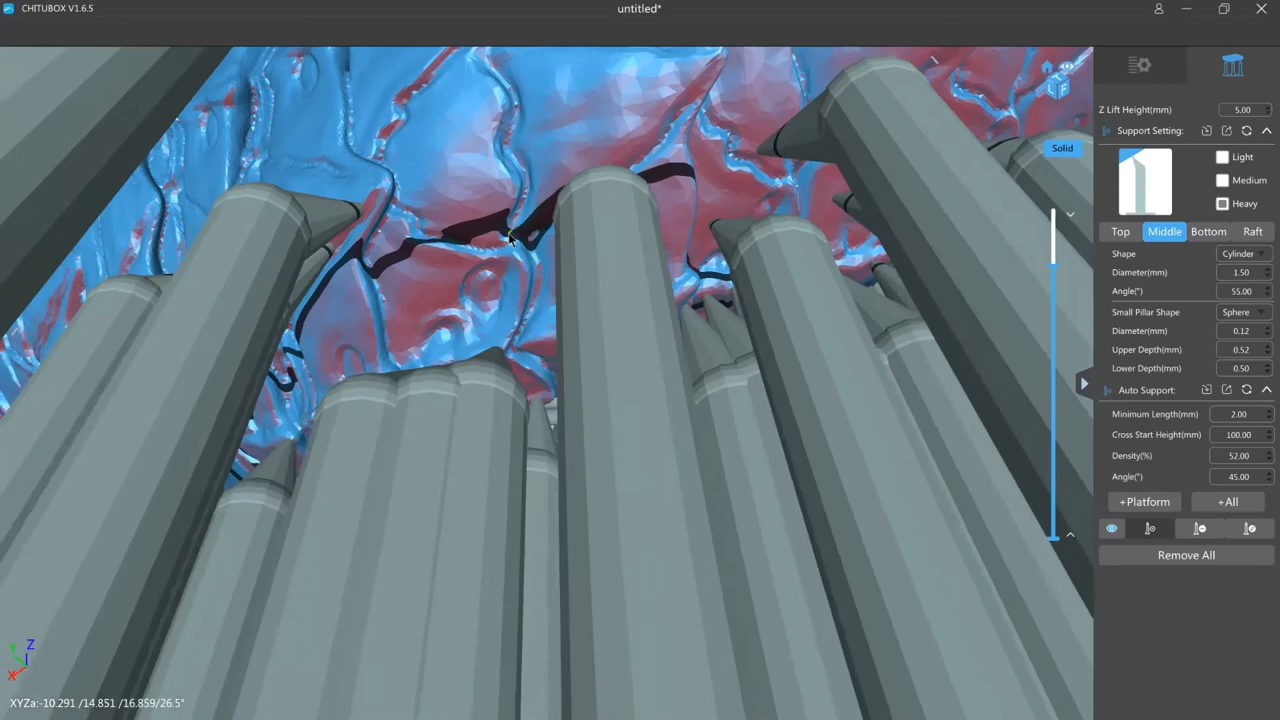 CHITUBOX V1.6.5
untitled*
Z Lift Height(mm) 5.00
Support Setting:
Light
Medium
Heavy
Solid
Top Middle Bottom Raft
Shape Cylinder
Diameter(mm) 1.50
Angle(°) 55.00
Small Pillar Shape Sphere
Diameter(mm) 0.12
Upper Depth(mm) 0.52
Lower Depth(mm) 0.50
Auto Support:
Minimum Length(mm) 2.00
Cross Start Height(mm) 100.00
Density(%) 52.00
Angle(°) 45.00
+Platform +All
Remove All
L F
Z
Y
X
XYZa:-10.291 /14.851 /16.859/26.5°